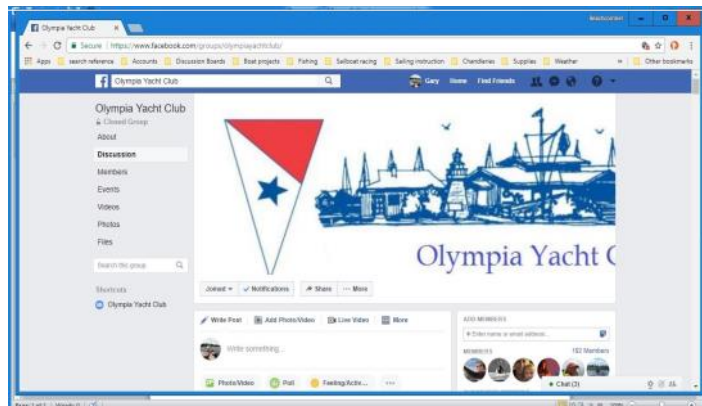 Olympia Yacht Club
Secure https://www.facebook.com/groups/olympiayachtclub/
Apps search reference Accounts Discussion Boards Boat projects Fishing Sailboat racing Sailing instruction Chandleries Supplies Weather Other bookmarks
Olympia Yacht Club Gary Home Find Friends
Olympia Yacht Club
Closed Group
About
Discussion
Members
Events
Videos
Photos
Files
Search this group
Shortcuts
Olympia Yacht Club
Olympia Yacht C
Joined Notifications Share More
Write Post Add Photo/Video Live Video More
Write something...
Photo/Video Poll Feeling/Activ...
ADD MEMBERS
+ Enter name or email address...
MEMBERS 192 Members
Chat (3)